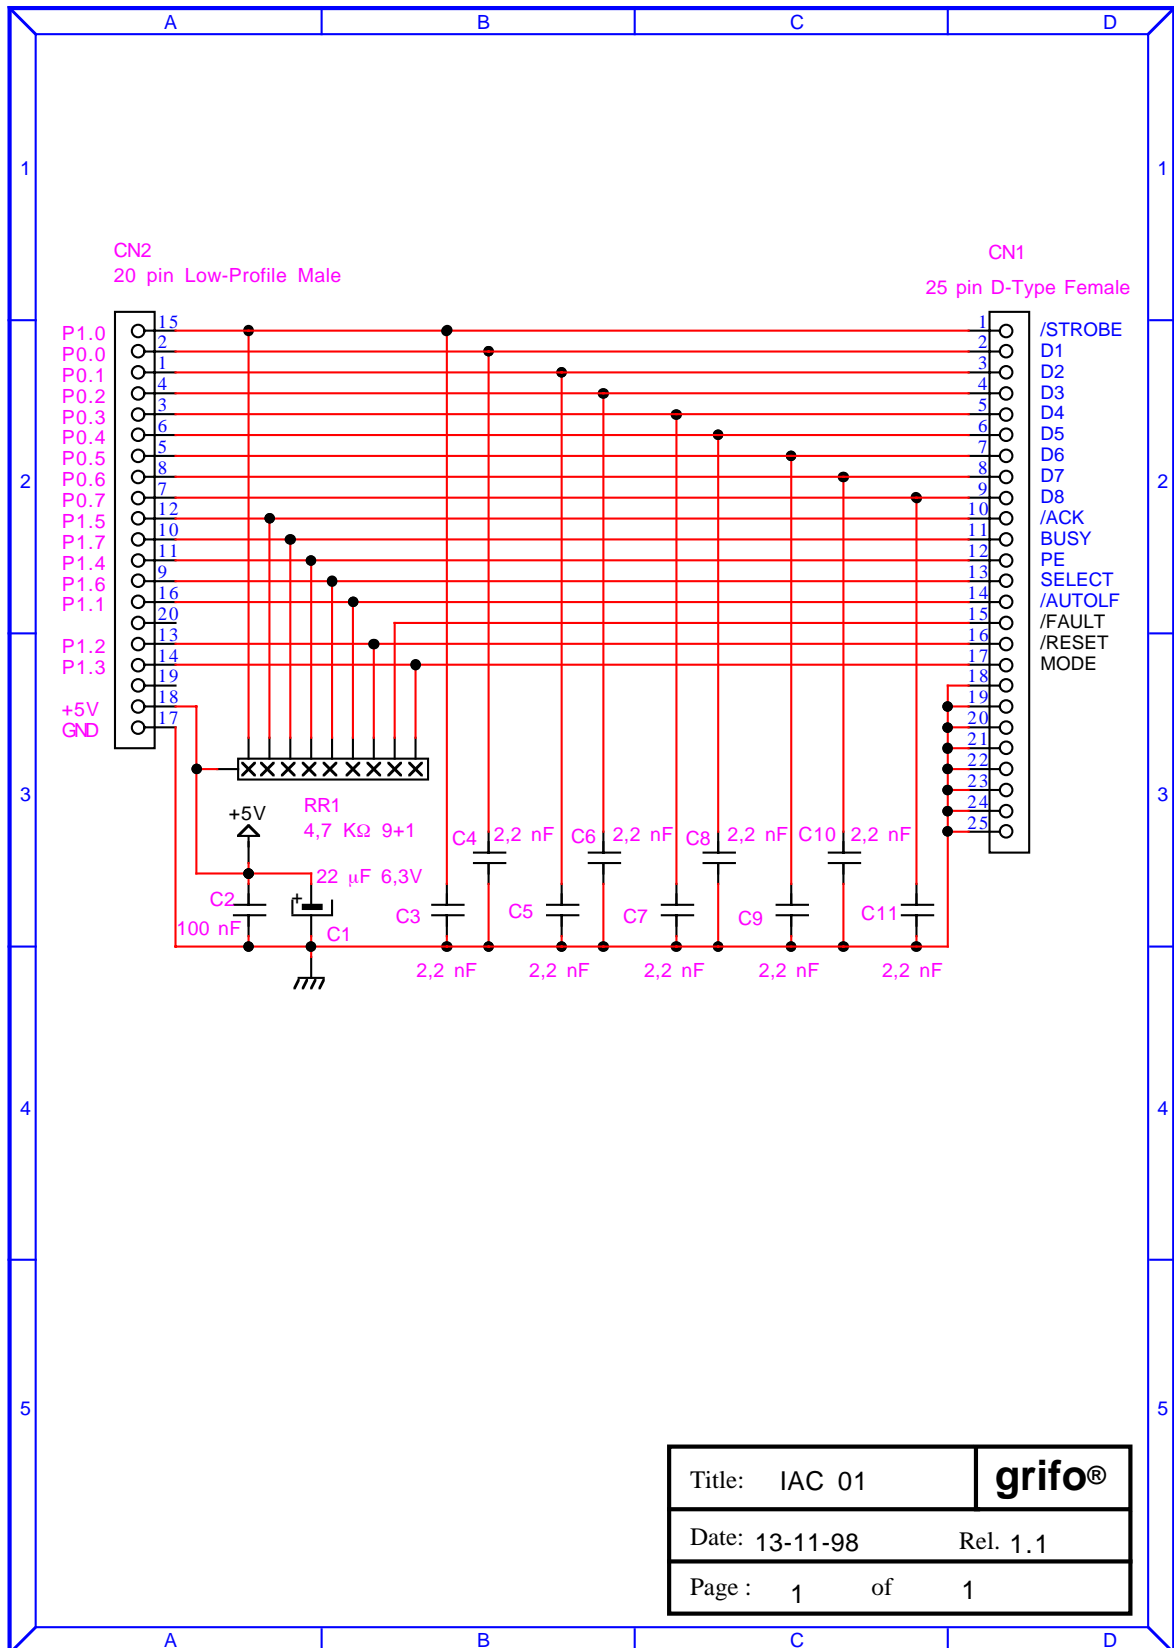 A B C D
1 1
CN2
20 pin Low-Profile Male
CN1
25 pin D-Type Female
P1.0 15 1 /STROBE
P0.0 2 2 D1
P0.1 1 3 D2
P0.2 4 4 D3
P0.3 3 5 D4
P0.4 6 6 D5
P0.5 5 7 D6
P0.6 8 8 D7
2 2
P0.7 7 9 D8
P1.5 12 10 /ACK
P1.7 10 11 BUSY
P1.4 11 12 PE
P1.6 9 13 SELECT
P1.1 16 14 /AUTOLF
20 15 /FAULT
P1.2 13 16 /RESET
P1.3 14 17 MODE
19 18
+5V 18 19
GND 17 20
21
22
3 3
23
24
25
+5V
RR1
4,7 KΩ 9+1
C4 2,2 nF C6 2,2 nF C8 2,2 nF C10 2,2 nF
22 µF 6,3V
+
C2
100 nF
C1
C3 C5 C7 C9 C11
2,2 nF 2,2 nF 2,2 nF 2,2 nF 2,2 nF
4 4
5 5
Title: IAC 01 grifo®
Date: 13-11-98 Rel. 1.1
Page : 1 of 1
A B C D